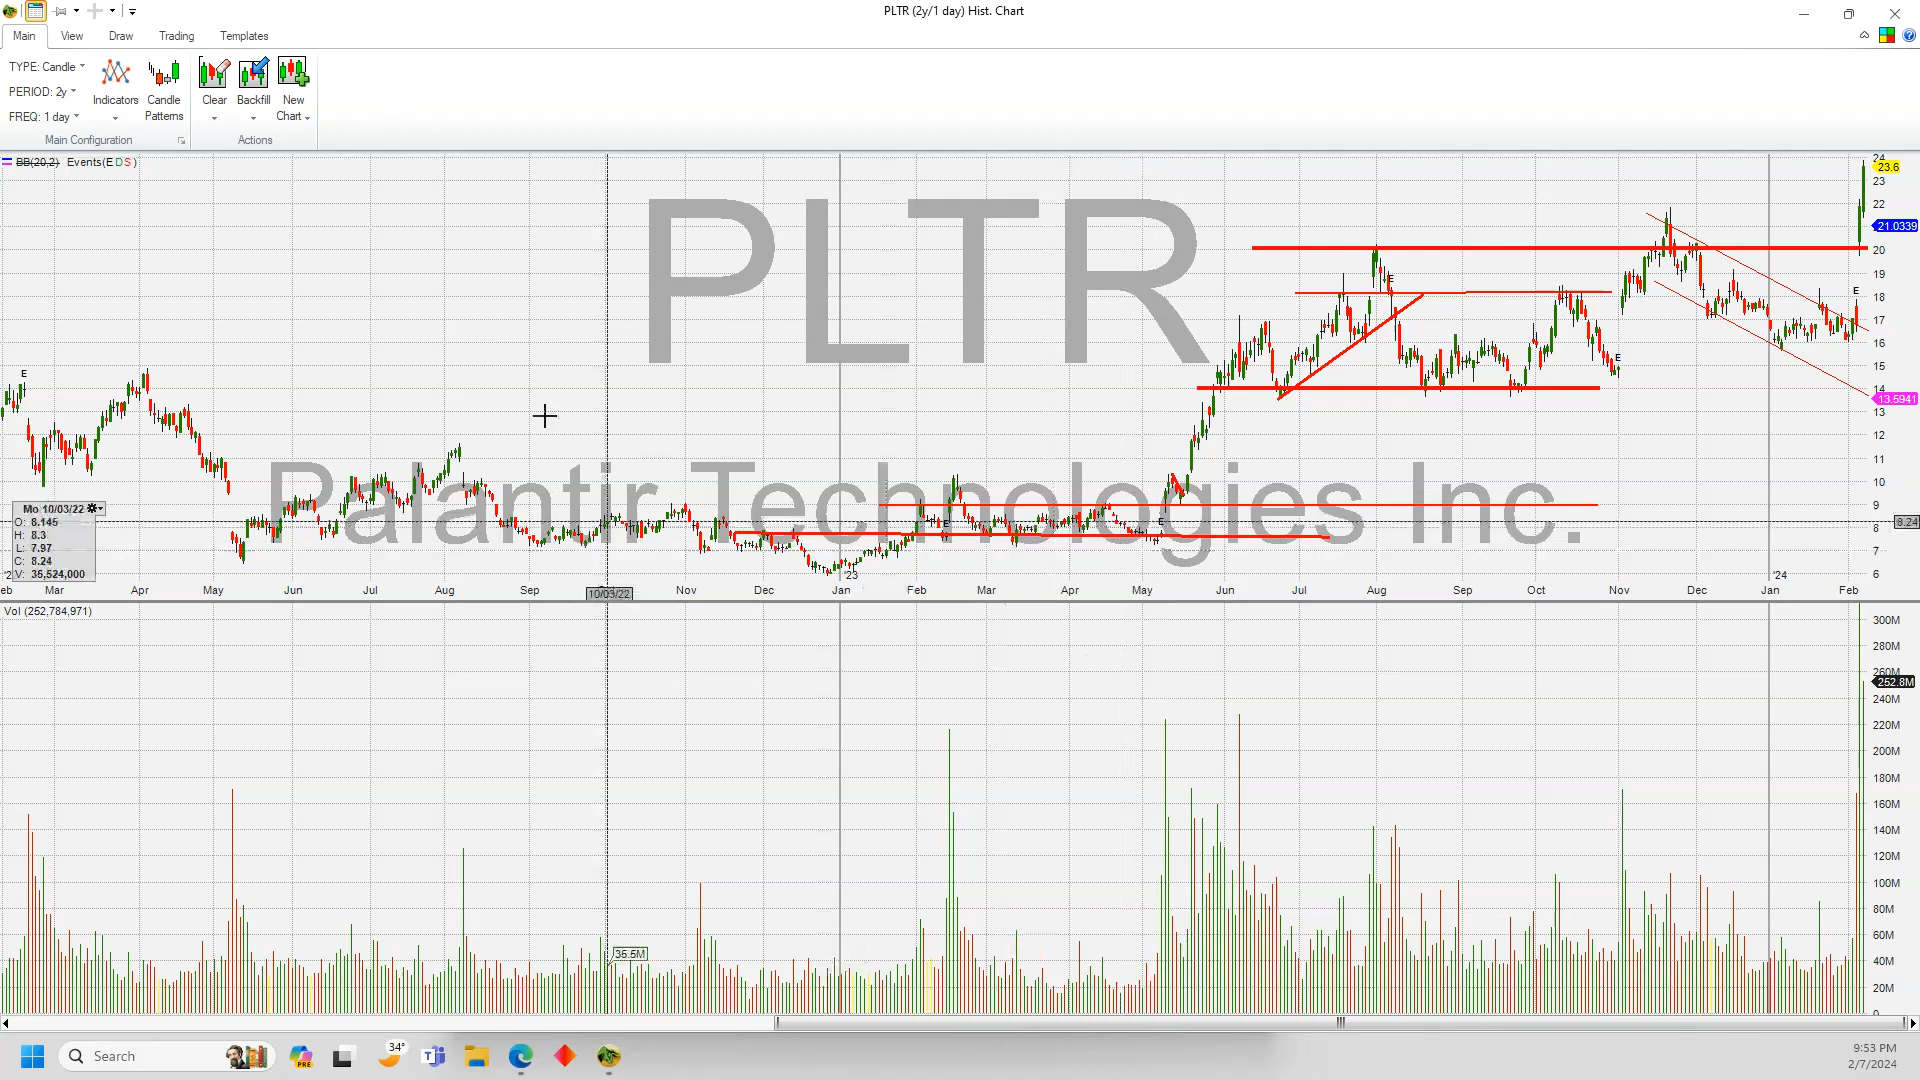 PLTR (2y/1 day) Hist. Chart
Main View Draw Trading Templates
TYPE: Candle
PERIOD: 2y
FREQ: 1 day
Indicators
Candle Patterns
Clear
Backfill
New Chart
Main Configuration
Actions
BB(20,2) Events(EDS)
PLTR
Palantir Technologies Inc.
24
23.6
23
22
21.0339
20
19
18
17
16
15
14
13.5941
13
12
11
10
9
8.24
8
7
6
E
E
E
E
E
E
Mo 10/03/22
O: 8.145
H: 8.3
L: 7.97
C: 8.24
V: 35,524,000
'23
'24
eb Mar Apr May Jun Jul Aug Sep 10/03/22 Nov Dec Jan Feb Mar Apr May Jun Jul Aug Sep Oct Nov Dec Jan Feb
Vol (252,784,971)
300M
280M
260M
252.8M
240M
220M
200M
180M
160M
140M
120M
100M
80M
60M
40M
20M
0
35.5M
Search
PRE
34°
9:53 PM
2/7/2024